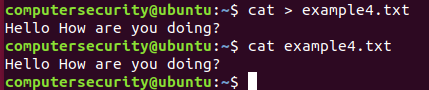 computersecurity@ubuntu:~$ cat > example4.txt
Hello How are you doing?
computersecurity@ubuntu:~$ cat example4.txt
Hello How are you doing?
computersecurity@ubuntu:~$